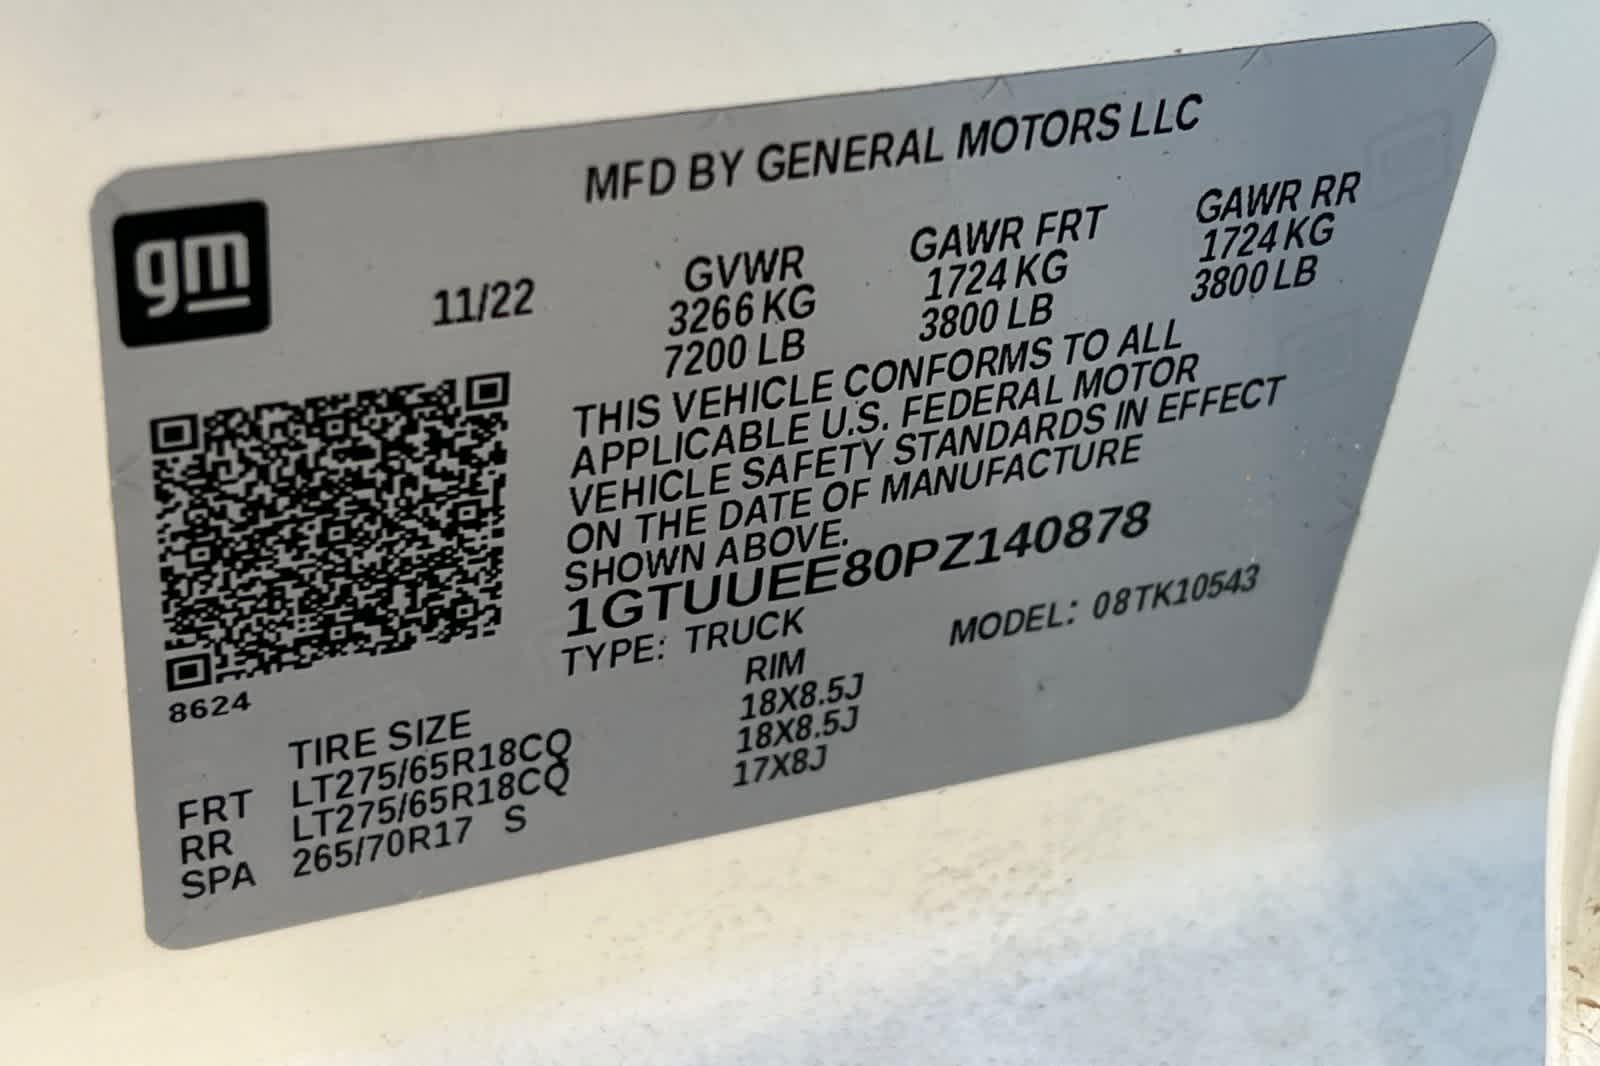 MFD BY GENERAL MOTORS LLC
gm
11/22
GVWR
3266 KG
7200 LB
GAWR FRT
1724 KG
3800 LB
GAWR RR
1724 KG
3800 LB
THIS VEHICLE CONFORMS TO ALL
APPLICABLE U.S. FEDERAL MOTOR
VEHICLE SAFETY STANDARDS IN EFFECT
ON THE DATE OF MANUFACTURE
SHOWN ABOVE.
1GTUUEE80PZ140878
TYPE: TRUCK MODEL: 08TK10543
8624
TIRE SIZE RIM
FRT LT275/65R18CQ 18X8.5J
RR LT275/65R18CQ 18X8.5J
SPA 265/70R17 S 17X8J